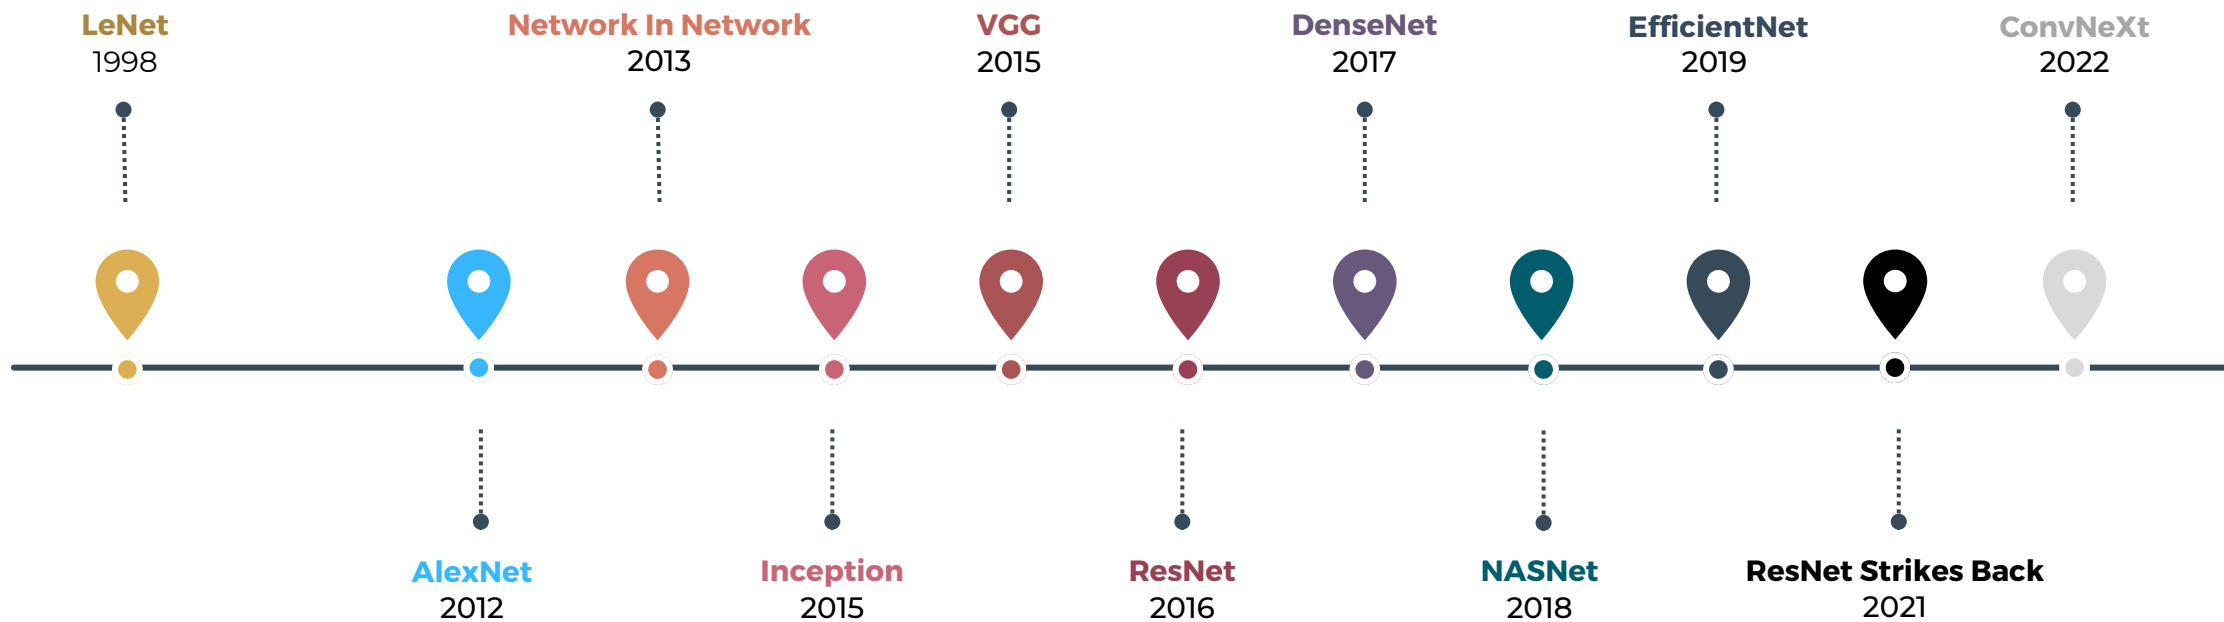 LeNet
1998
Network In Network
2013
VGG
2015
DenseNet
2017
EfficientNet
2019
ConvNeXt
2022
AlexNet
2012
Inception
2015
ResNet
2016
NASNet
2018
ResNet Strikes Back
2021